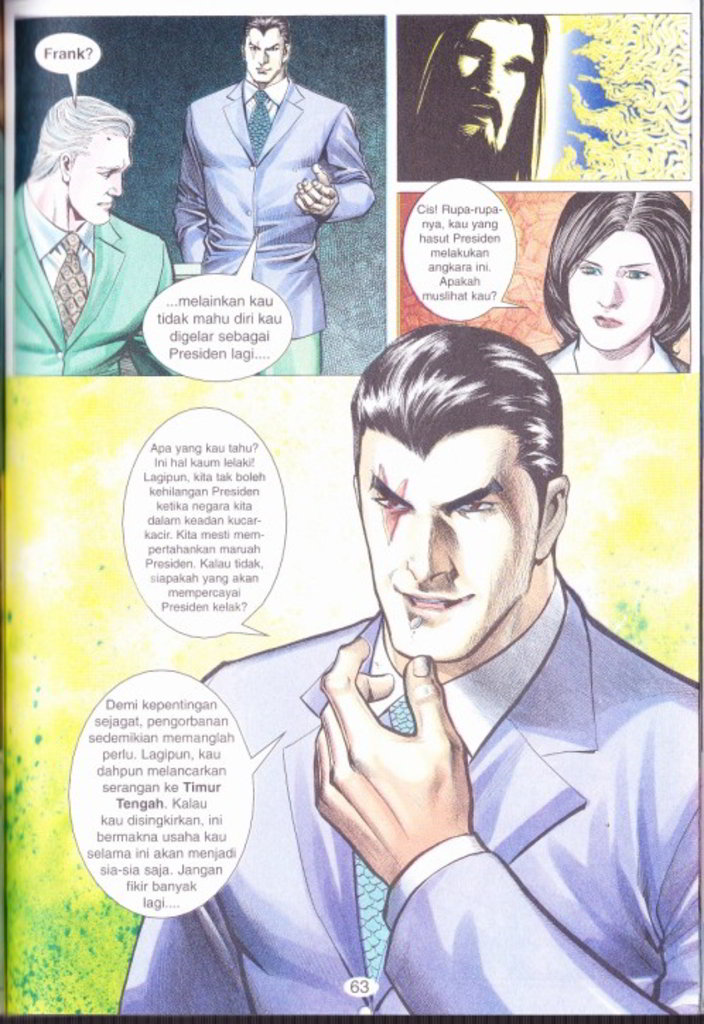 Frank?
...melainkan kau
tidak mahu diri kau
digelar sebagai
Presiden lagi....
Cis! Rupa-rupa-
nya, kau yang
hasut Presiden
melakukan
angkara ini.
Apakah
muslihat kau?
Apa yang kau tahu?
Ini hal kaum lelaki!
Lagipun, kita tak boleh
kehilangan Presiden
ketika negara kita
dalam keadan kucar-
kacir. Kita mesti mem-
pertahankan maruah
Presiden. Kalau tidak,
siapakah yang akan
mempercayai
Presiden kelak?
Demi kepentingan
sejagat, pengorbanan
sedemikian memanglah
perlu. Lagipun, kau
dahpun melancarkan
serangan ke Timur
Tengah. Kalau
kau disingkirkan, ini
bermakna usaha kau
selama ini akan menjadi
sia-sia saja. Jangan
fikir banyak
lagi....
63